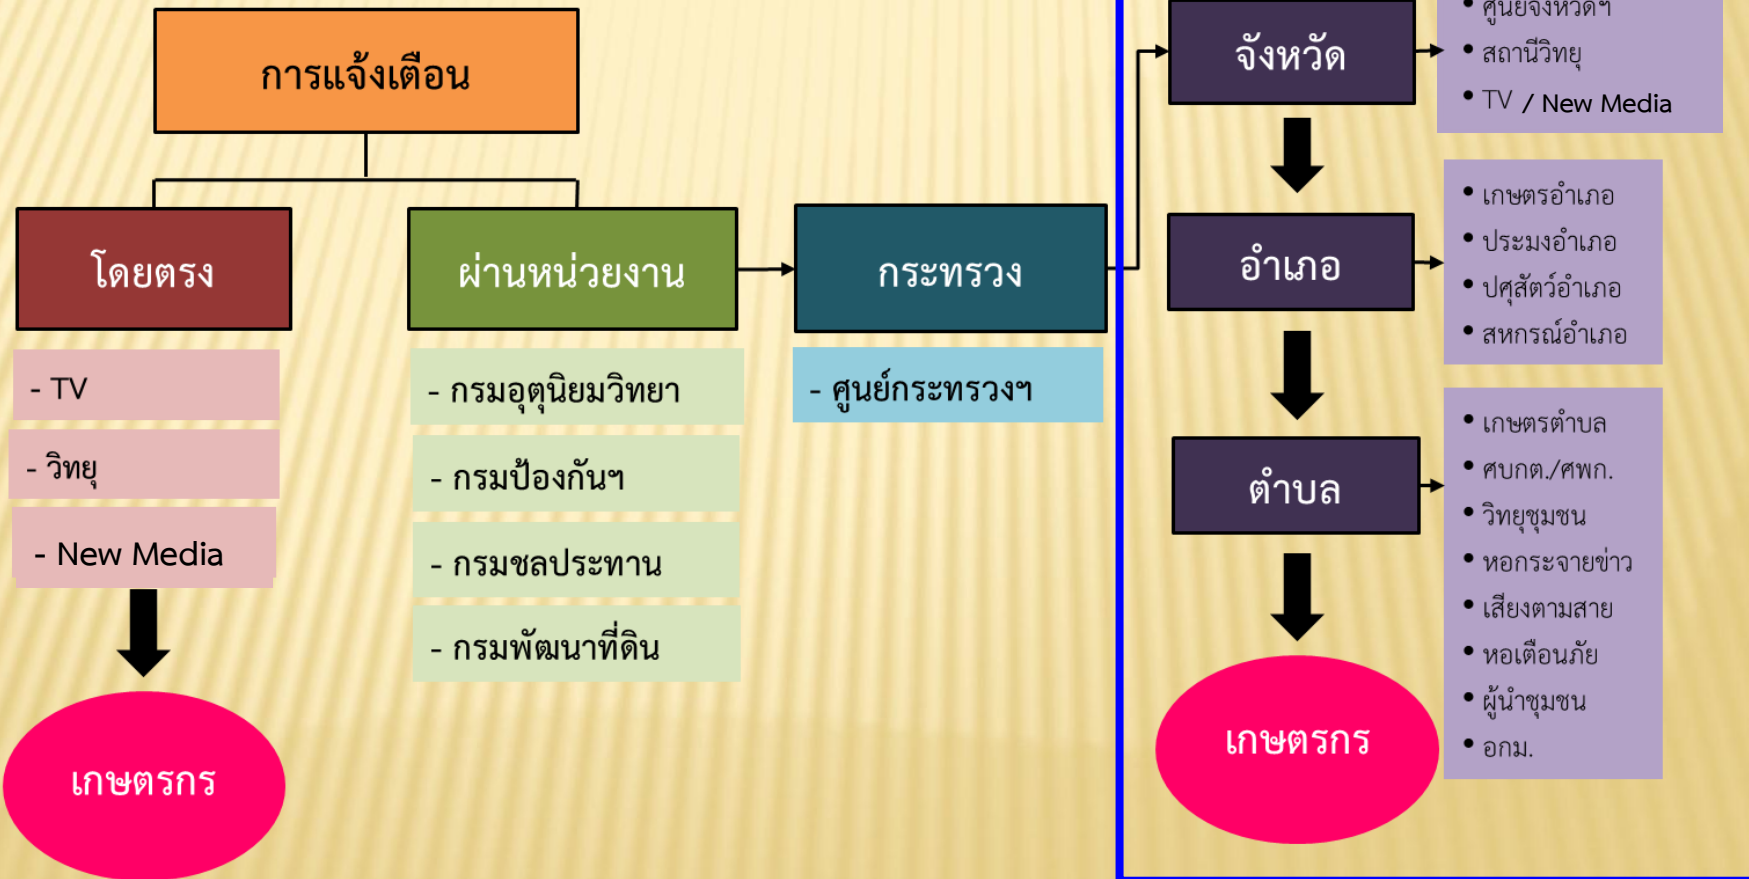 การแจ้งเตือน
โดยตรง
- TV
- วิทยุ
- New Media
เกษตรกร
ผ่านหน่วยงาน
- กรมอุตุนิยมวิทยา
- กรมป้องกันฯ
- กรมชลประทาน
- กรมพัฒนาที่ดิน
กระทรวง
- ศูนย์กระทรวงฯ
จังหวัด
• ศูนย์จังหวัดฯ
• สถานีวิทยุ
• TV / New Media
อำเภอ
• เกษตรอำเภอ
• ประมงอำเภอ
• ปศุสัตว์อำเภอ
• สหกรณ์อำเภอ
ตำบล
• เกษตรตำบล
• ศบกต./ศพก.
• วิทยุชุมชน
• หอกระจายข่าว
• เสียงตามสาย
• หอเตือนภัย
• ผู้นำชุมชน
• อกม.
เกษตรกร